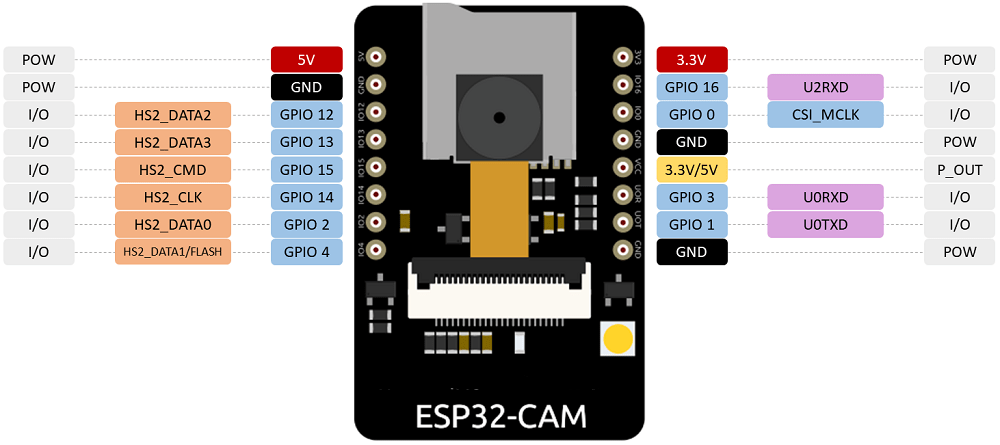 POW 5V 5V 3V3 3.3V POW
POW GND GND IO16 GPIO 16 U2RXD I/O
I/O HS2_DATA2 GPIO 12 IO12 IO0 GPIO 0 CSI_MCLK I/O
I/O HS2_DATA3 GPIO 13 IO13 GND GND POW
I/O HS2_CMD GPIO 15 IO15 VCC 3.3V/5V P_OUT
I/O HS2_CLK GPIO 14 IO14 UOR GPIO 3 U0RXD I/O
I/O HS2_DATA0 GPIO 2 IO2 UOT GPIO 1 U0TXD I/O
I/O HS2_DATA1/FLASH GPIO 4 IO4 GND GND POW
ESP32-CAM